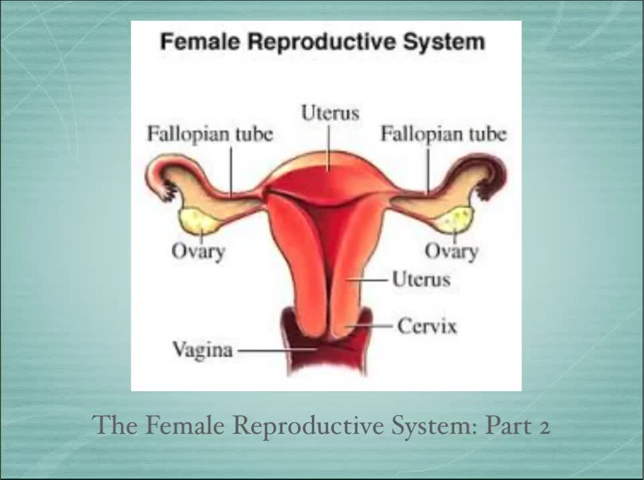 Female Reproductive System
Uterus
Fallopian tube
Fallopian tube
Ovary
Ovary
Uterus
Cervix
Vagina
The Female Reproductive System: Part 2